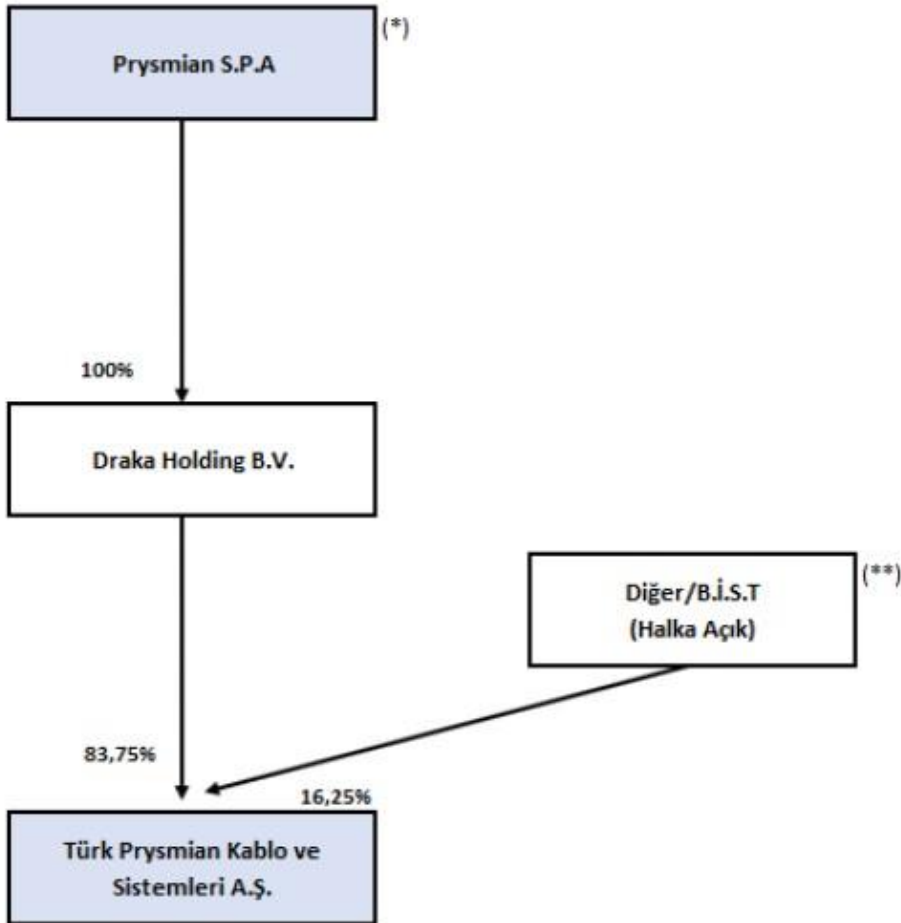 Prysmian S.P.A
(*)
100%
Draka Holding B.V.
Diğer/B.İ.S.T
(Halka Açık)
(**)
83,75%
16,25%
Türk Prysmian Kablo ve
Sistemleri A.Ş.